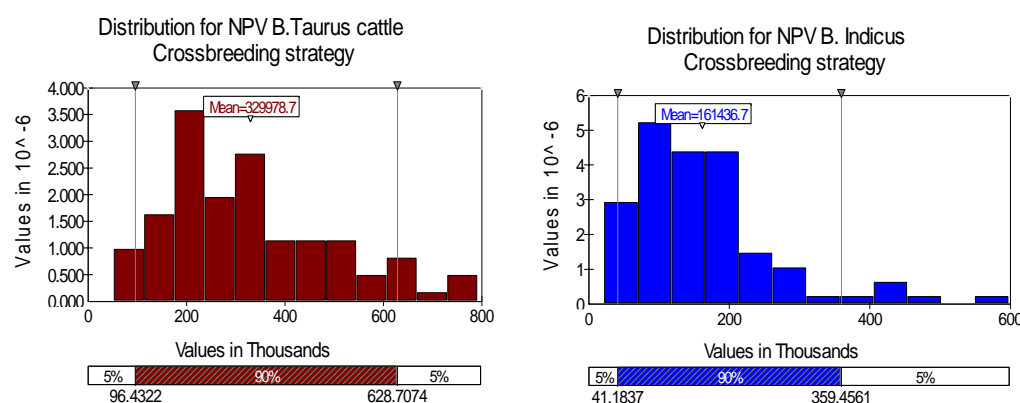 Distribution for NPV B.Taurus cattle
Crossbreeding strategy
Values in 10^ -6
4.000
3.500
3.000
2.500
2.000
1.500
1.000
0.500
0.000
Mean=329978.7
0 200 400 600 800
Values in Thousands
5% 90% 5%
96.4322 628.7074
Distribution for NPV B. Indicus
Crossbreeding strategy
Values in 10^ -6
6
5
4
3
2
1
0
Mean=161436.7
0 200 400 600
Values in Thousands
5% 90% 5%
41.1837 359.4561